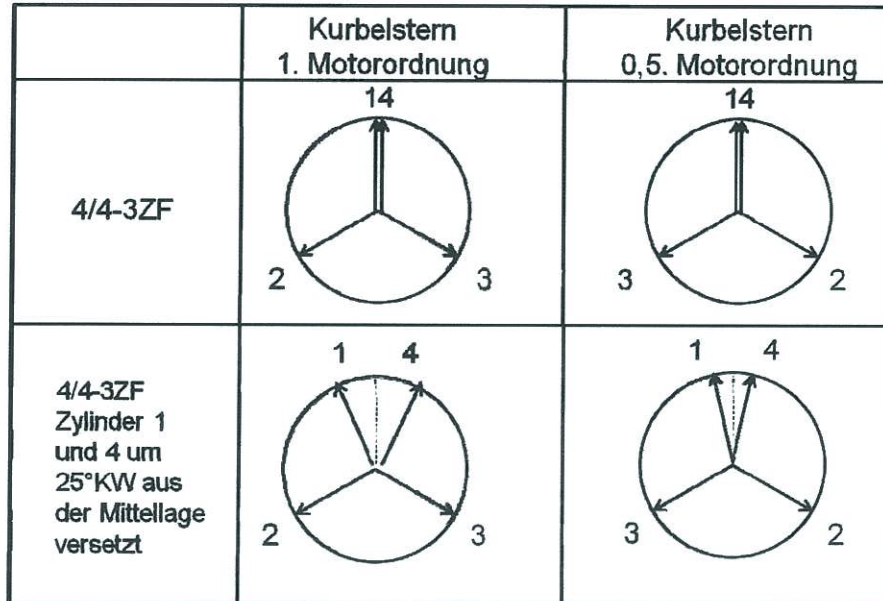 Kurbelstern
1. Motorordnung
Kurbelstern
0,5. Motorordnung
4/4-3ZF
14
2
3
14
3
2
4/4-3ZF
Zylinder 1
und 4 um
25°KW aus
der Mittellage
versetzt
1 4
2
3
1 4
3
2